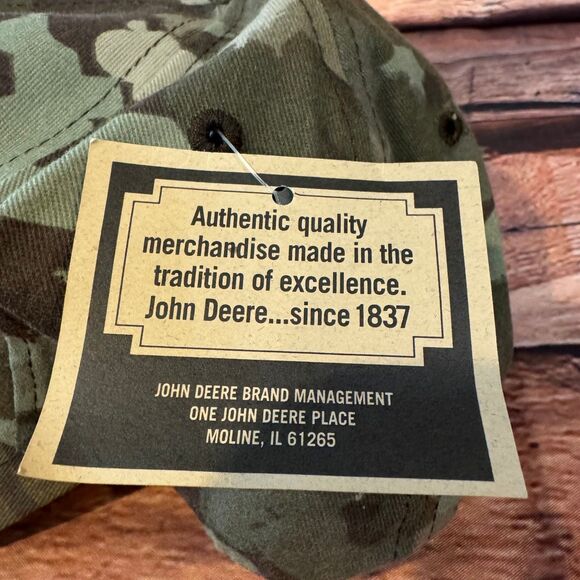 Authentic quality
merchandise made in the
tradition of excellence.
John Deere...since 1837
JOHN DEERE BRAND MANAGEMENT
ONE JOHN DEERE PLACE
MOLINE, IL 61265